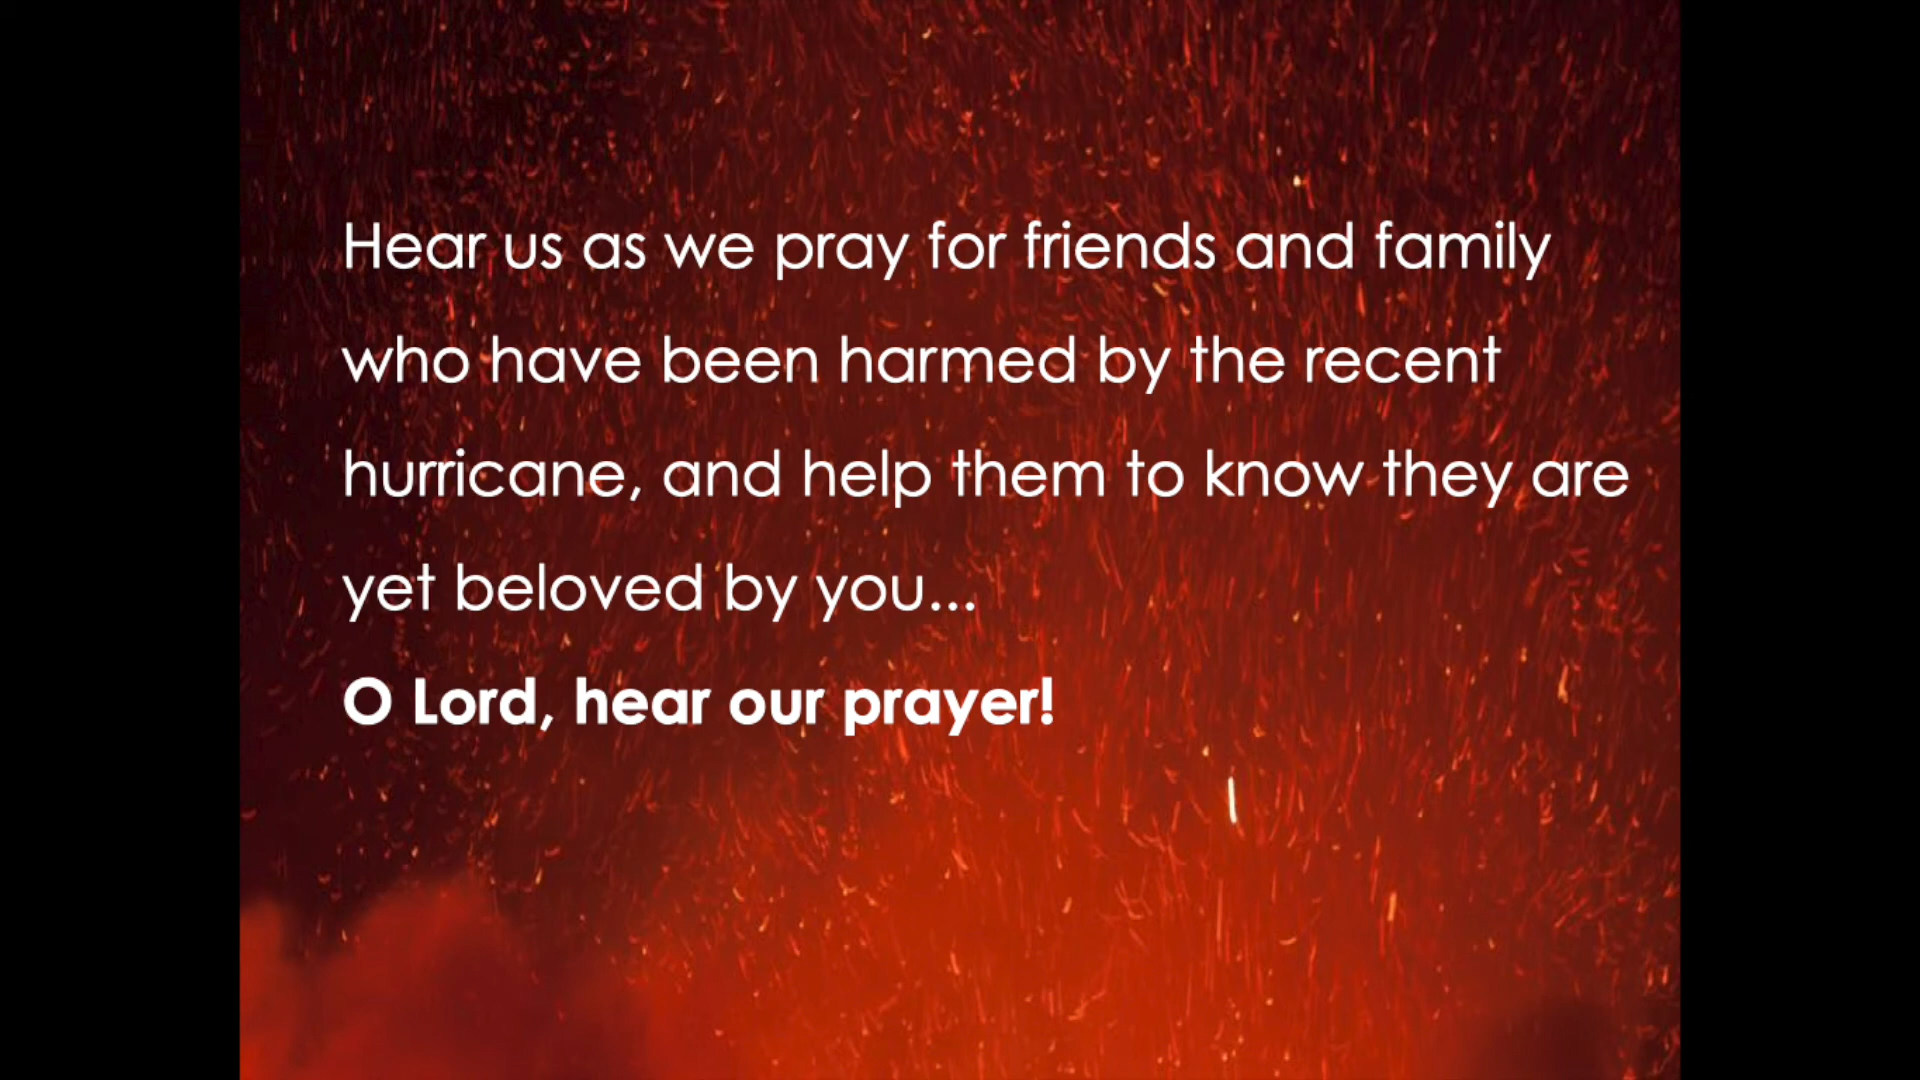 Hear us as we pray for friends and family
who have been harmed by the recent
hurricane, and help them to know they are
yet beloved by you...
O Lord, hear our prayer!